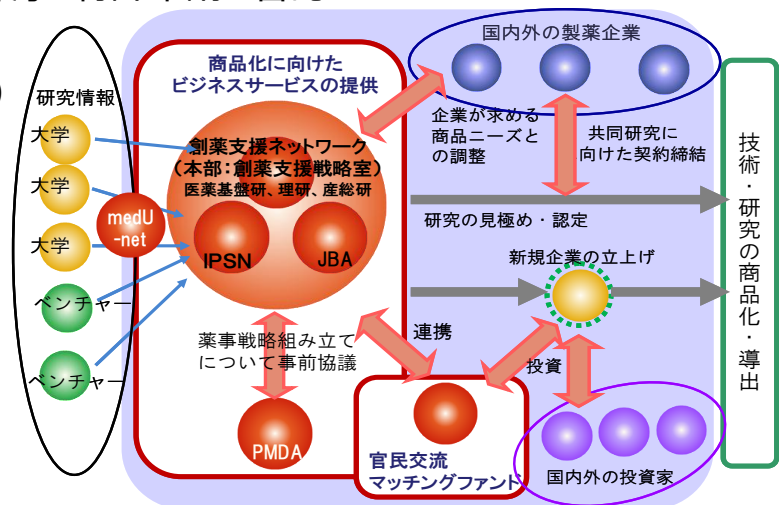 商品化に向けた
ビジネスサービスの提供
国内外の製薬企業
研究情報
大学
大学
大学
ベンチャー
ベンチャー
medU
-net
創薬支援ネットワーク
(本部:創薬支援戦略室)
医薬基盤研、理研、産総研
IPSN
JBA
企業が求める
商品ニーズと
の調整
共同研究に
向けた契約締結
研究の見極め・認定
新規企業の立上げ
薬事戦略組み立て
について事前協議
連携
投資
PMDA
官民交流
マッチングファンド
国内外の投資家
技術・研究の商品化・導出